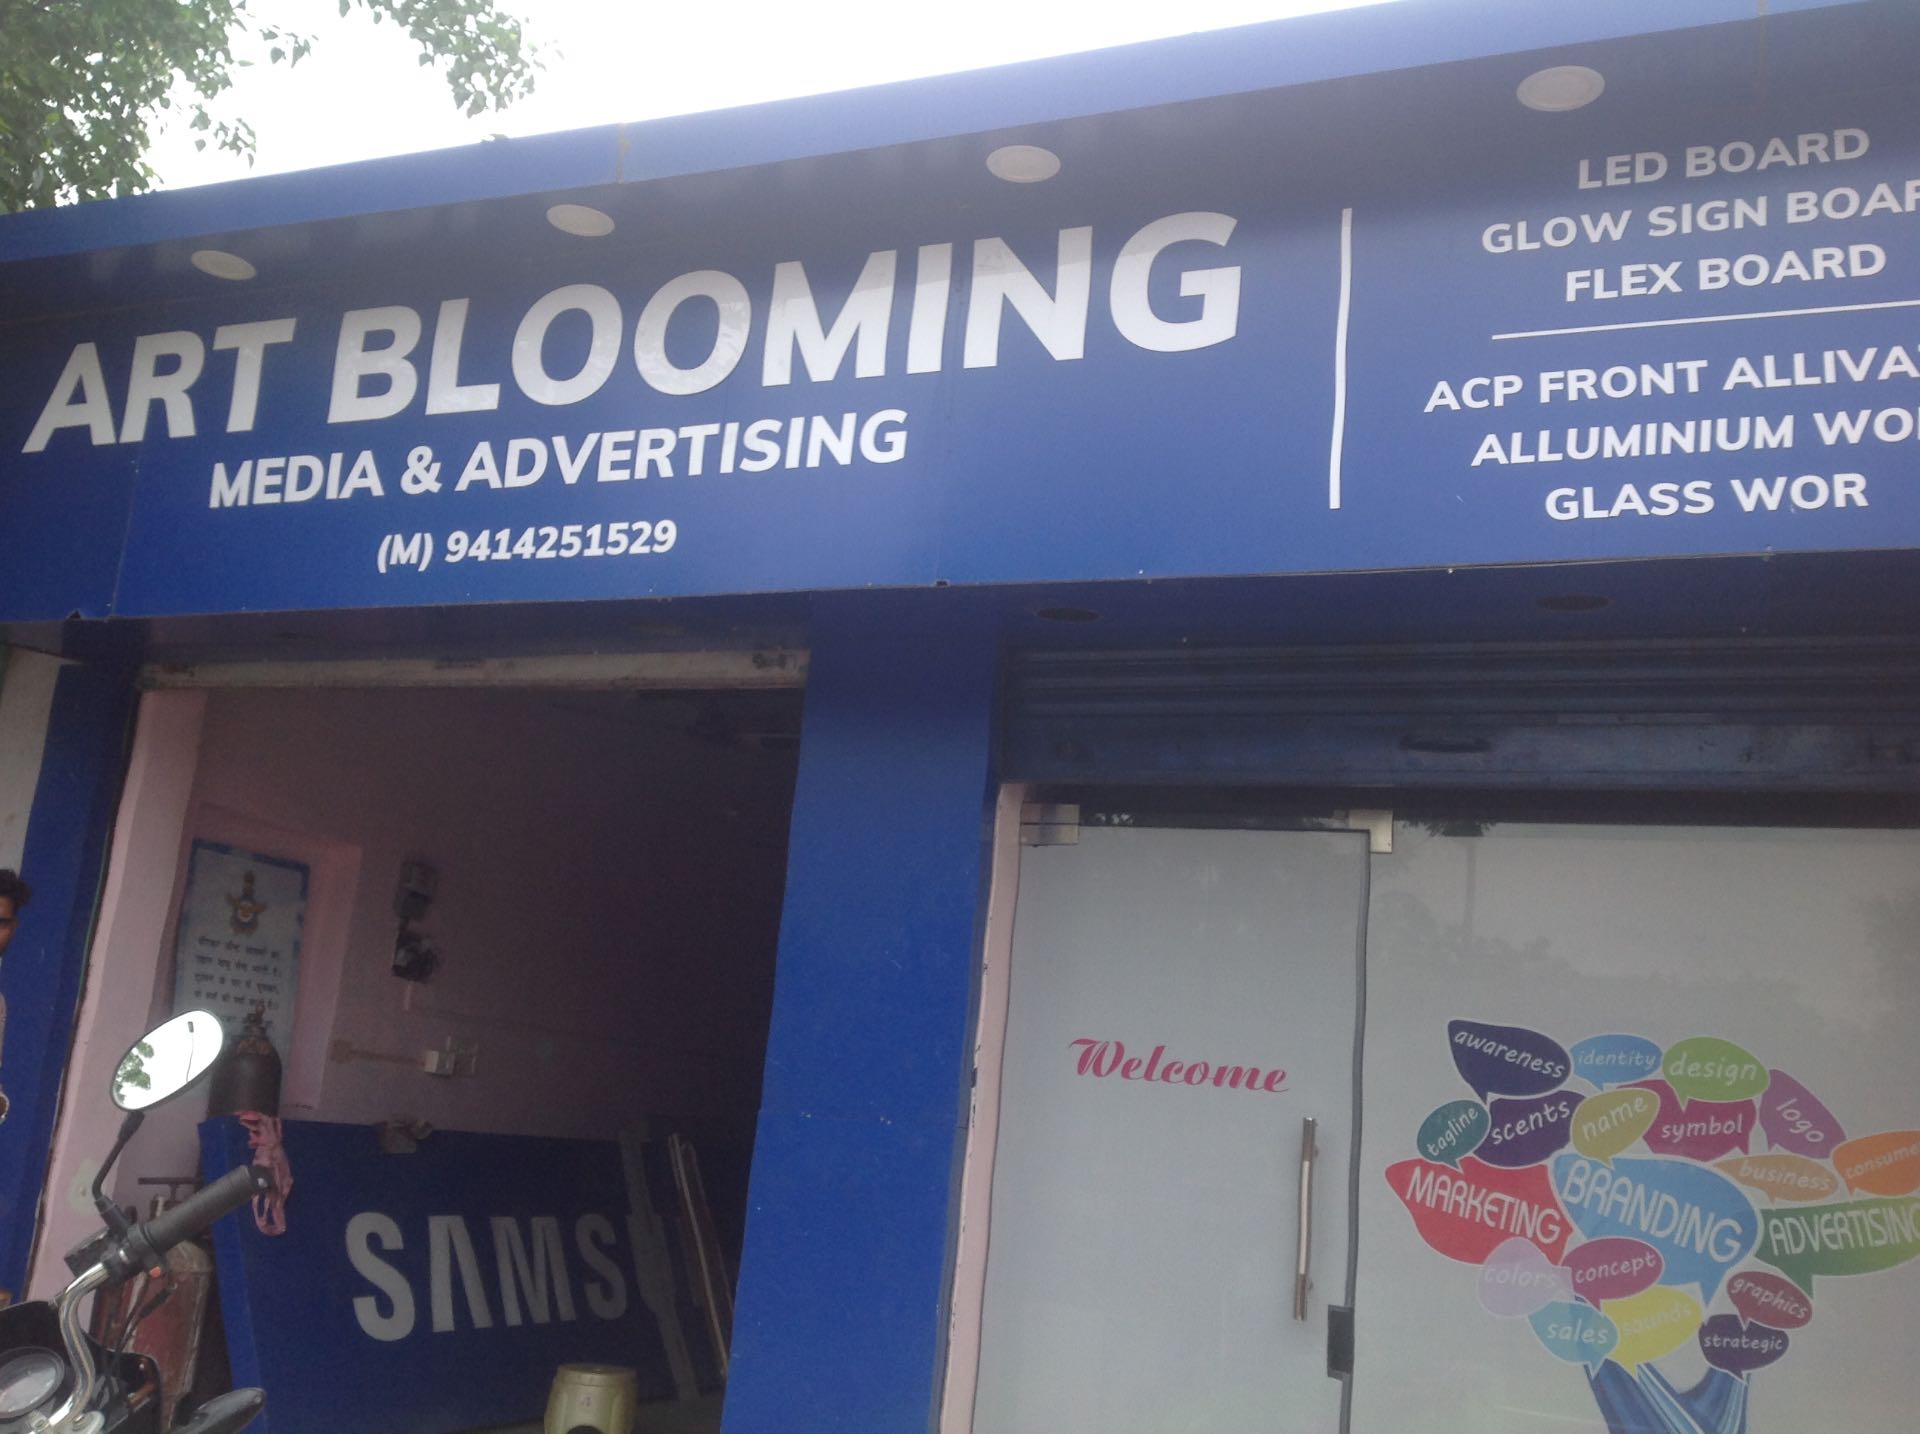 ART BLOOMING
MEDIA & ADVERTISING
(M) 9414251529
LED BOARD
GLOW SIGN BOAR
FLEX BOARD
ACP FRONT ALLIVA
ALLUMINIUM WO
GLASS WOR
SAMS
Welcome
awareness
identity
design
tagline
scents
name
symbol
logo
business
consume
MARKETING
BRANDING
ADVERTISING
colors
concept
graphics
sales
sounds
strategic